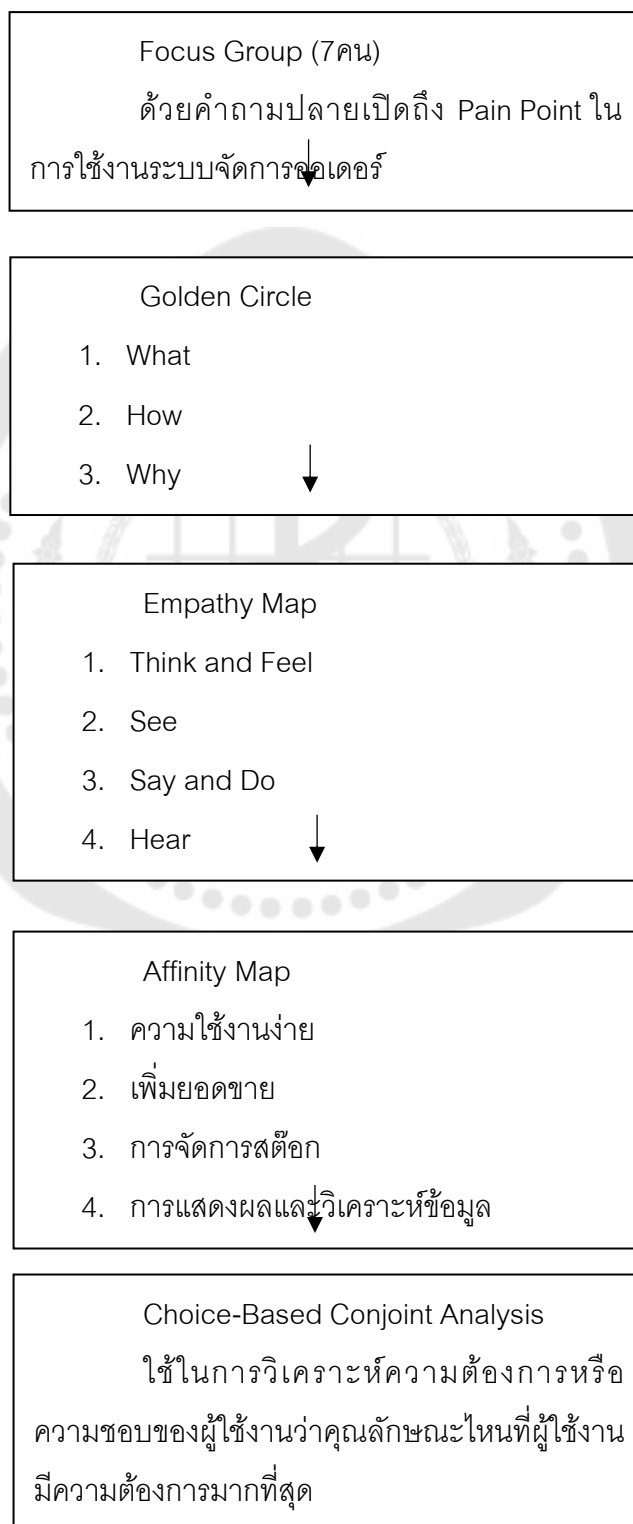 Focus Group (7คน)
ด้วยคำถามปลายเปิดถึง Pain Point ใน
การใช้งานระบบจัดการออเดอร์
Golden Circle
1. What
2. How
3. Why
Empathy Map
1. Think and Feel
2. See
3. Say and Do
4. Hear
Affinity Map
1. ความใช้งานง่าย
2. เพิ่มยอดขาย
3. การจัดการสต๊อก
4. การแสดงผลและวิเคราะห์ข้อมูล
Choice-Based Conjoint Analysis
ใช้ในการวิเคราะห์ความต้องการหรือ
ความชอบของผู้ใช้งานว่าคุณลักษณะไหนที่ผู้ใช้งาน
มีความต้องการมากที่สุด